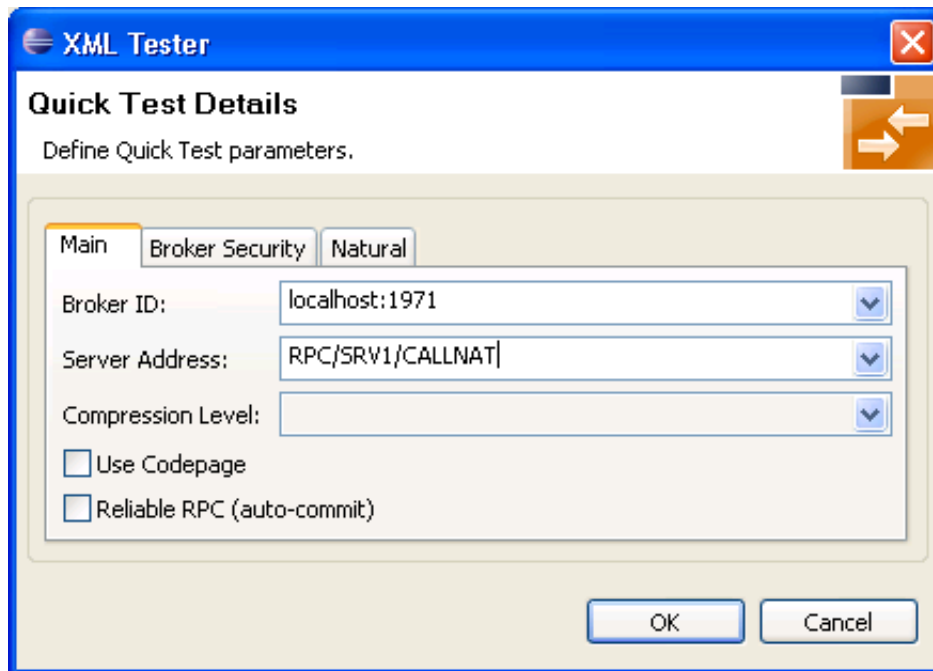 XML Tester
Quick Test Details
Define Quick Test parameters.
Main Broker Security Natural
Broker ID: localhost:1971
Server Address: RPC/SRV1/CALLNAT
Compression Level:
Use Codepage
Reliable RPC (auto-commit)
OK Cancel